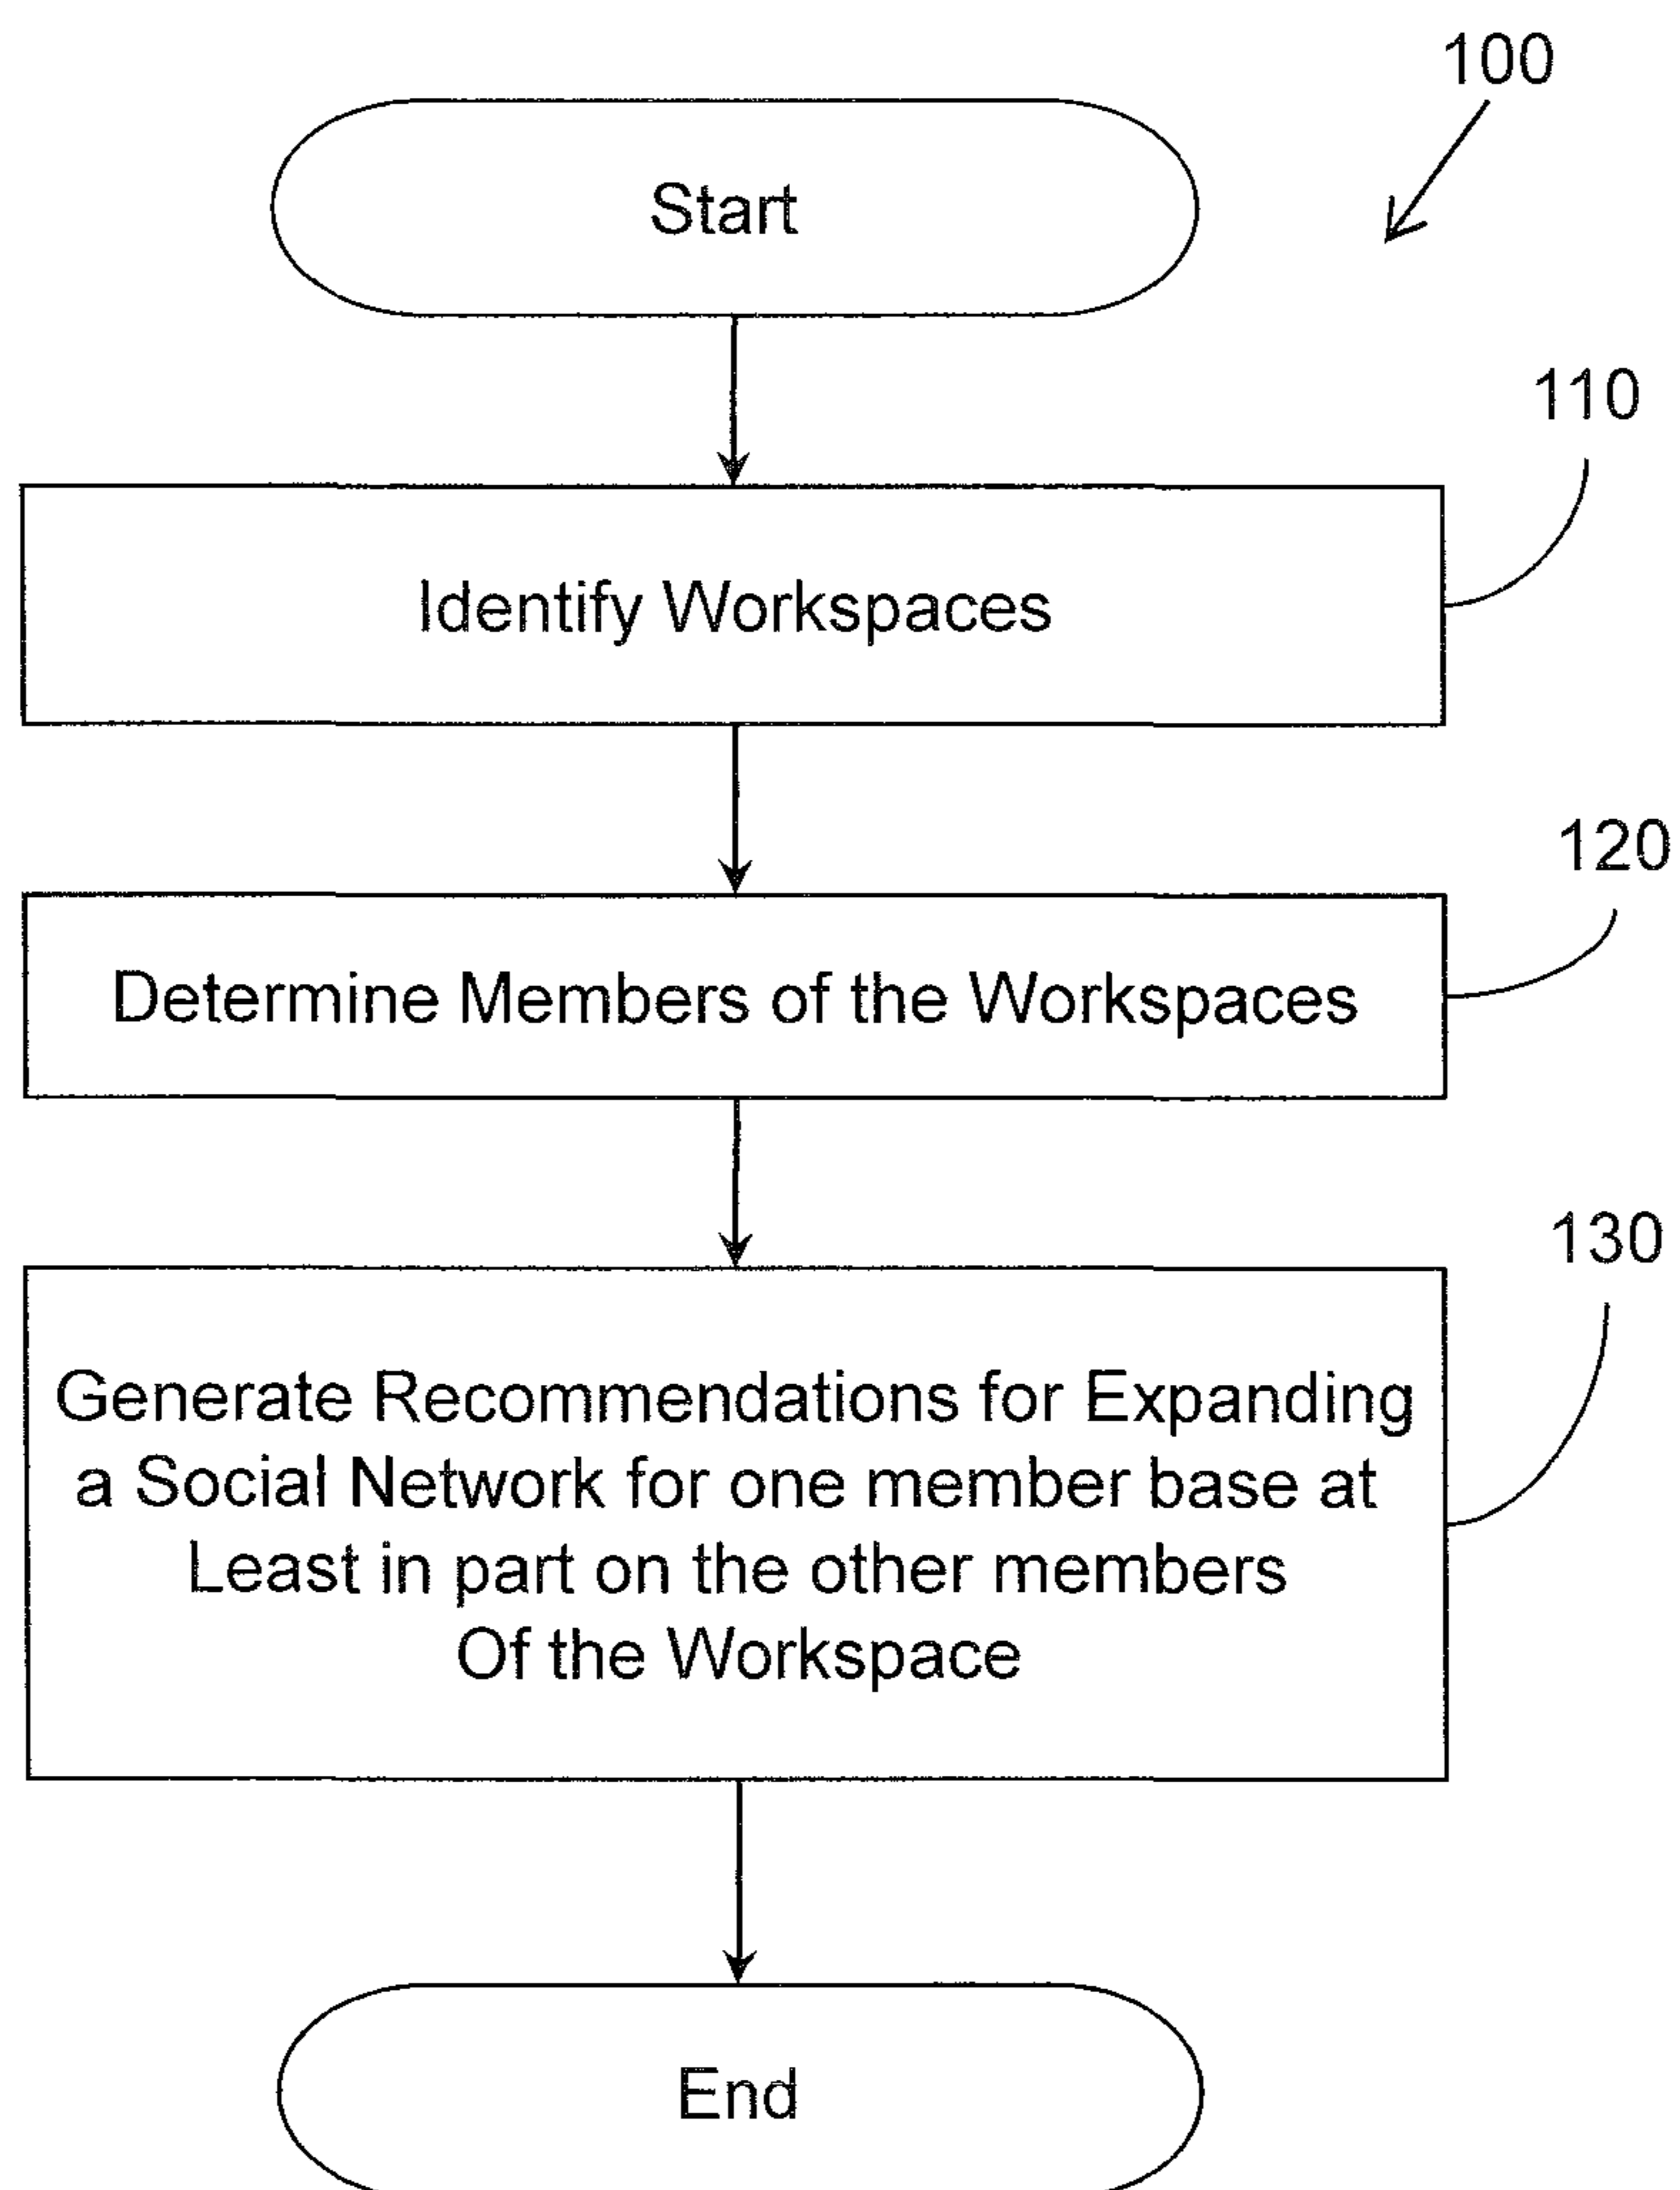 100
Start
110
Identify Workspaces
120
Determine Members of the Workspaces
130
Generate Recommendations for Expanding
a Social Network for one member base at
Least in part on the other members
Of the Workspace
End